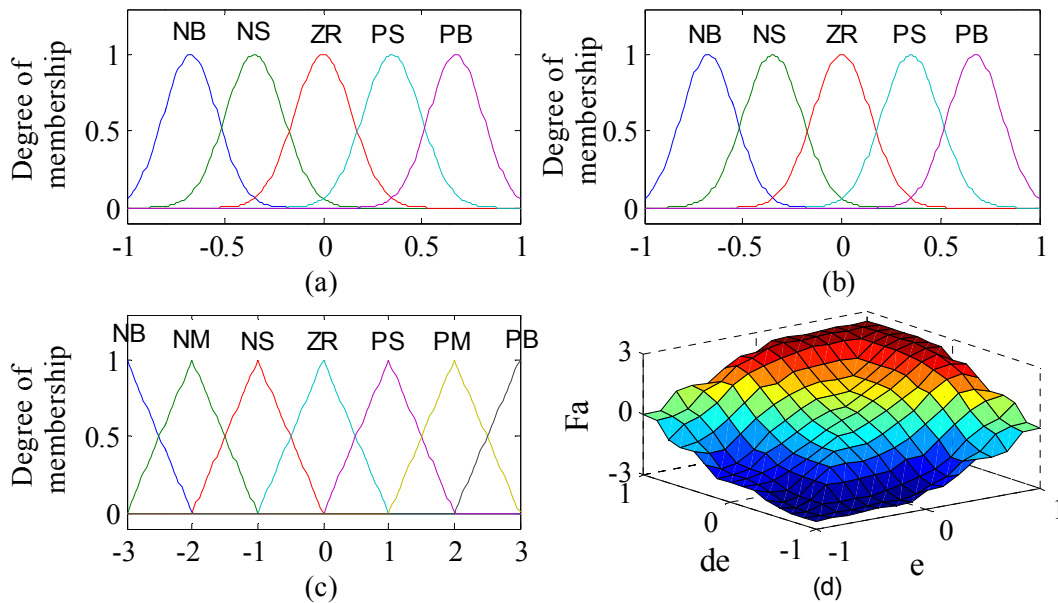 NB NS ZR PS PB
Degree of
membership
1
0.5
0
-1 -0.5 0 0.5 1
(a)
NB NS ZR PS PB
Degree of
membership
1
0.5
0
-1 -0.5 0 0.5 1
(b)
NB NM NS ZR PS PM PB
Degree of
membership
1
0.5
0
-3 -2 -1 0 1 2 3
(c)
Fa
3
0
-3
1
0
-1
de
-1
0
1
e
(d)